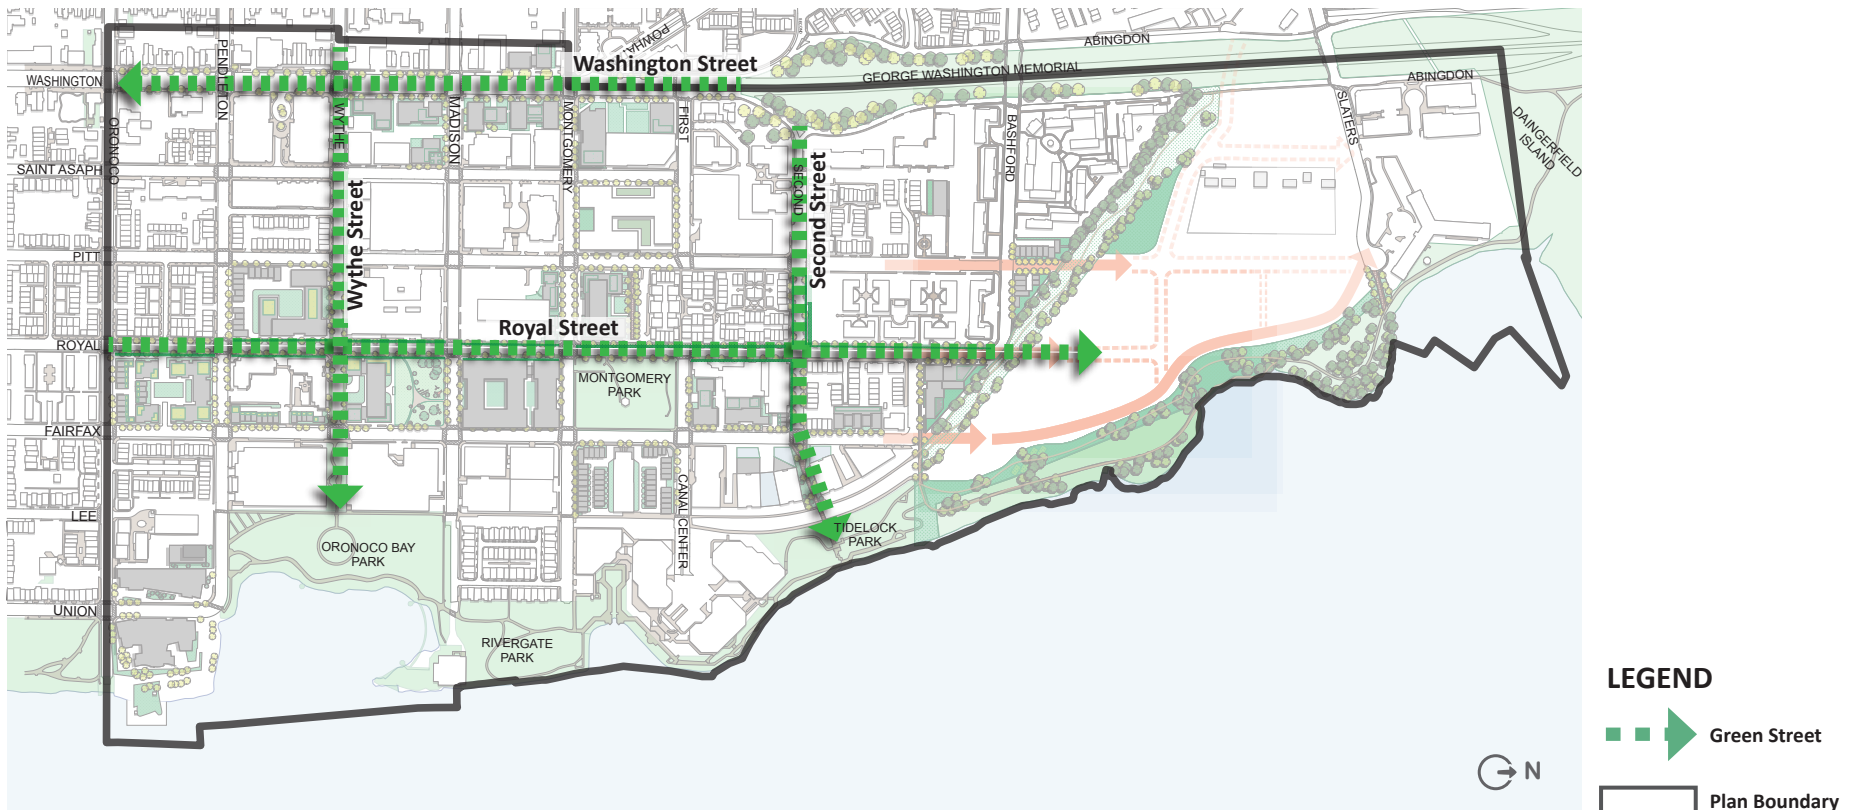 POWHA
ABINGDON
Washington Street
GEORGE WASHINGTON MEMORIAL
ABINGDON
WASHINGTON
PENDLETON
ORONOCO
WYTHE
MADISON
MONTGOMERY
FIRST
SECOND
BASHFORD
SLATERS
DAINGERFIELD
ISLAND
SAINT ASAPH
Wythe Street
Second Street
PITT
Royal Street
ROYAL
MONTGOMERY
PARK
FAIRFAX
CANAL CENTER
LEE
TIDELOCK
PARK
ORONOCO BAY
PARK
UNION
RIVERGATE
PARK
N
LEGEND
Green Street
Plan Boundary